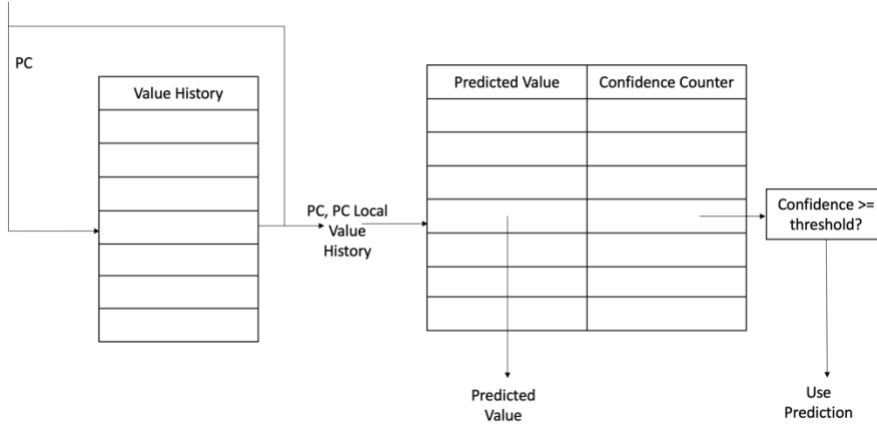 PC
Value History
PC, PC Local
Value
History
Predicted Value
Confidence Counter
Confidence >=
threshold?
Predicted
Value
Use
Prediction